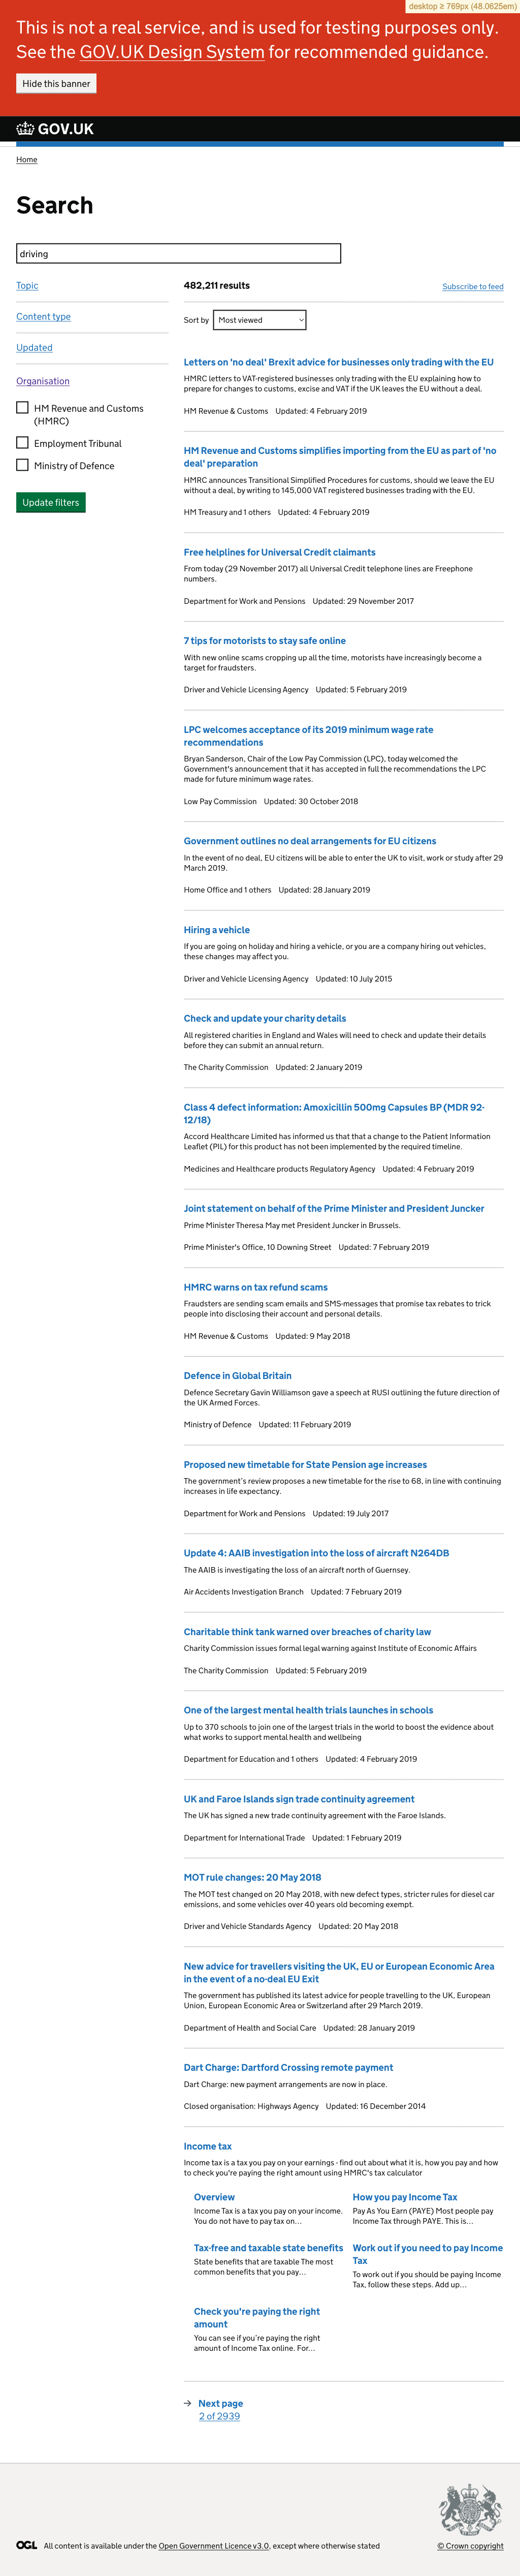 desktop ≥ 769px (48.0625em)
This is not a real service, and is used for testing purposes only.
See the GOV.UK Design System for recommended guidance.
Hide this banner
GOV.UK
Home
Search
driving
Topic
Content type
Updated
Organisation
HM Revenue and Customs
(HMRC)
Employment Tribunal
Ministry of Defence
Update filters
482,211 results
Subscribe to feed
Sort by
Most viewed
Letters on 'no deal' Brexit advice for businesses only trading with the EU
HMRC letters to VAT-registered businesses only trading with the EU explaining how to
prepare for changes to customs, excise and VAT if the UK leaves the EU without a deal.
HM Revenue & Customs Updated: 4 February 2019
HM Revenue and Customs simplifies importing from the EU as part of 'no
deal' preparation
HMRC announces Transitional Simplified Procedures for customs, should we leave the EU
without a deal, by writing to 145,000 VAT registered businesses trading with the EU.
HM Treasury and 1 others Updated: 4 February 2019
Free helplines for Universal Credit claimants
From today (29 November 2017) all Universal Credit telephone lines are Freephone
numbers.
Department for Work and Pensions Updated: 29 November 2017
7 tips for motorists to stay safe online
With new online scams cropping up all the time, motorists have increasingly become a
target for fraudsters.
Driver and Vehicle Licensing Agency Updated: 5 February 2019
LPC welcomes acceptance of its 2019 minimum wage rate
recommendations
Bryan Sanderson, Chair of the Low Pay Commission (LPC), today welcomed the
Government's announcement that it has accepted in full the recommendations the LPC
made for future minimum wage rates.
Low Pay Commission Updated: 30 October 2018
Government outlines no deal arrangements for EU citizens
In the event of no deal, EU citizens will be able to enter the UK to visit, work or study after 29
March 2019.
Home Office and 1 others Updated: 28 January 2019
Hiring a vehicle
If you are going on holiday and hiring a vehicle, or you are a company hiring out vehicles,
these changes may affect you.
Driver and Vehicle Licensing Agency Updated: 10 July 2015
Check and update your charity details
All registered charities in England and Wales will need to check and update their details
before they can submit an annual return.
The Charity Commission Updated: 2 January 2019
Class 4 defect information: Amoxicillin 500mg Capsules BP (MDR 92-
12/18)
Accord Healthcare Limited has informed us that that a change to the Patient Information
Leaflet (PIL) for this product has not been implemented by the required timeline.
Medicines and Healthcare products Regulatory Agency Updated: 4 February 2019
Joint statement on behalf of the Prime Minister and President Juncker
Prime Minister Theresa May met President Juncker in Brussels.
Prime Minister's Office, 10 Downing Street Updated: 7 February 2019
HMRC warns on tax refund scams
Fraudsters are sending scam emails and SMS-messages that promise tax rebates to trick
people into disclosing their account and personal details.
HM Revenue & Customs Updated: 9 May 2018
Defence in Global Britain
Defence Secretary Gavin Williamson gave a speech at RUSI outlining the future direction of
the UK Armed Forces.
Ministry of Defence Updated: 11 February 2019
Proposed new timetable for State Pension age increases
The government's review proposes a new timetable for the rise to 68, in line with continuing
increases in life expectancy.
Department for Work and Pensions Updated: 19 July 2017
Update 4: AAIB investigation into the loss of aircraft N264DB
The AAIB is investigating the loss of an aircraft north of Guernsey.
Air Accidents Investigation Branch Updated: 7 February 2019
Charitable think tank warned over breaches of charity law
Charity Commission issues formal legal warning against Institute of Economic Affairs
The Charity Commission Updated: 5 February 2019
One of the largest mental health trials launches in schools
Up to 370 schools to join one of the largest trials in the world to boost the evidence about
what works to support mental health and wellbeing
Department for Education and 1 others Updated: 4 February 2019
UK and Faroe Islands sign trade continuity agreement
The UK has signed a new trade continuity agreement with the Faroe Islands.
Department for International Trade Updated: 1 February 2019
MOT rule changes: 20 May 2018
The MOT test changed on 20 May 2018, with new defect types, stricter rules for diesel car
emissions, and some vehicles over 40 years old becoming exempt.
Driver and Vehicle Standards Agency Updated: 20 May 2018
New advice for travellers visiting the UK, EU or European Economic Area
in the event of a no-deal EU Exit
The government has published its latest advice for people travelling to the UK, European
Union, European Economic Area or Switzerland after 29 March 2019.
Department of Health and Social Care Updated: 28 January 2019
Dart Charge: Dartford Crossing remote payment
Dart Charge: new payment arrangements are now in place.
Closed organisation: Highways Agency Updated: 16 December 2014
Income tax
Income tax is a tax you pay on your earnings - find out about what it is, how you pay and how
to check you're paying the right amount using HMRC's tax calculator
Overview
Income Tax is a tax you pay on your income.
You do not have to pay tax on…
How you pay Income Tax
Pay As You Earn (PAYE) Most people pay
Income Tax through PAYE. This is…
Tax-free and taxable state benefits
State benefits that are taxable The most
common benefits that you pay…
Work out if you need to pay Income
Tax
To work out if you should be paying Income
Tax, follow these steps. Add up…
Check you're paying the right
amount
You can see if you're paying the right
amount of Income Tax online. For…
Next page
2 of 2939
OGL All content is available under the Open Government Licence v3.0, except where otherwise stated
© Crown copyright